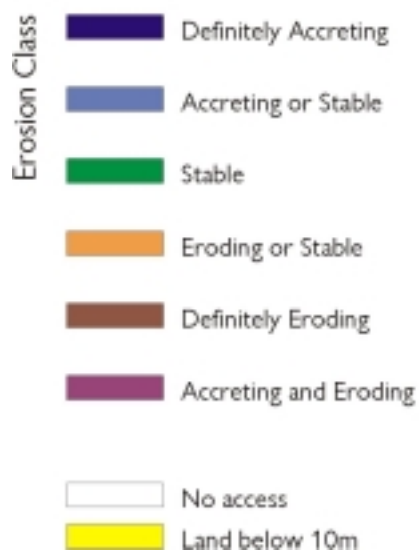 Erosion Class
Definitely Accreting
Accreting or Stable
Stable
Eroding or Stable
Definitely Eroding
Accreting and Eroding
No access
Land below 10m